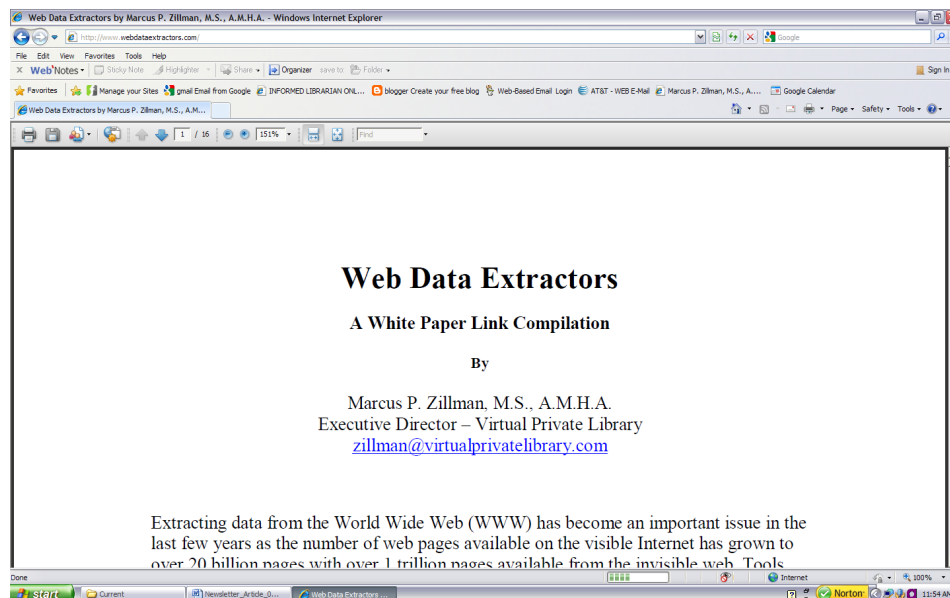 Web Data Extractors by Marcus P. Zillman, M.S., A.M.H.A. - Windows Internet Explorer
http://www.webdataextractors.com/
Google
File Edit View Favorites Tools Help
x Web'Notes Sticky Note Highlighter Share Organizer save to: Folder
Sign In
Favorites Manage your Sites gmail Email from Google INFORMED LIBRARIAN ONL... blogger Create your free blog Web-Based Email Login AT&T - WEB E-Mail Marcus P. Zillman, M.S., A.... Google Calendar
Web Data Extractors by Marcus P. Zillman, M.S., A.M...
Page Safety Tools
1 / 16 151% Find
Web Data Extractors
A White Paper Link Compilation
By
Marcus P. Zillman, M.S., A.M.H.A.
Executive Director – Virtual Private Library
zillman@virtualprivatelibrary.com
Extracting data from the World Wide Web (WWW) has become an important issue in the
last few years as the number of web pages available on the visible Internet has grown to
over 20 billion pages with over 1 trillion pages available from the invisible web. Tools
Done
Internet
100%
start
Current
Newsletter_Article_0...
Web Data Extractors ...
Norton
11:54 AM